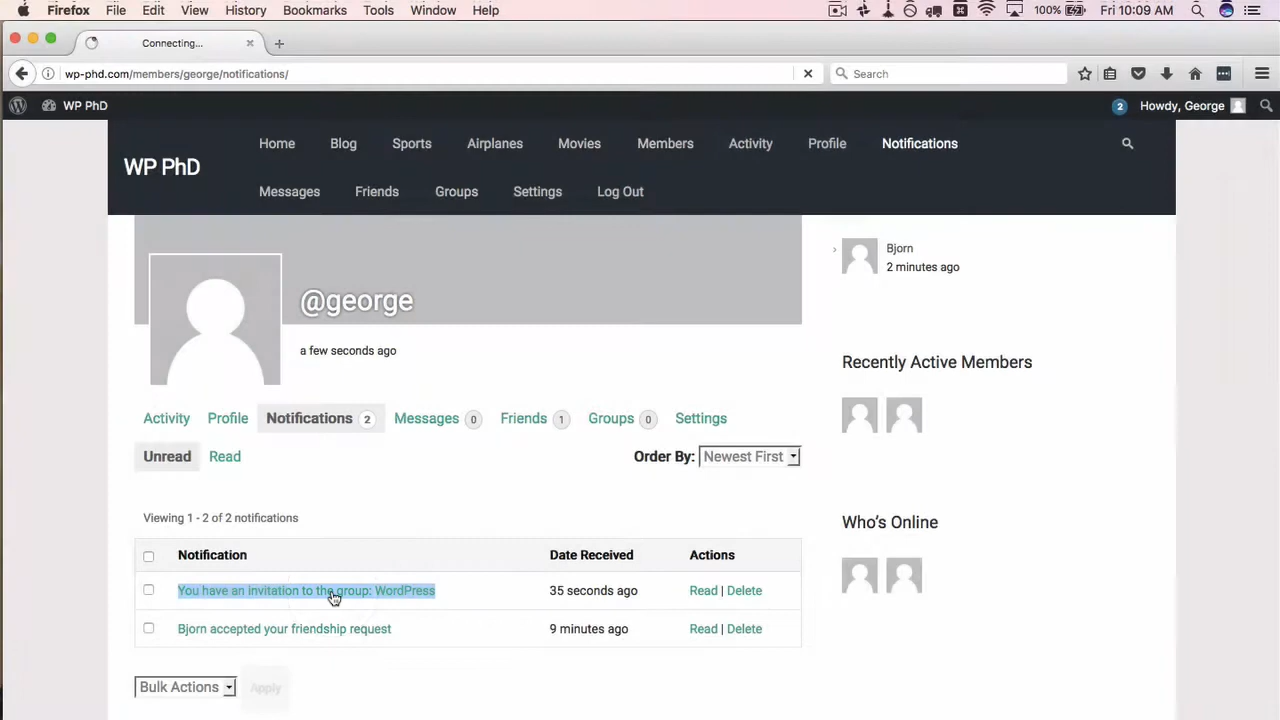 Firefox File Edit View History Bookmarks Tools Window Help 100% Fri 10:09 AM
Connecting...
wp-phd.com/members/george/notifications/ Search
WP PhD 2 Howdy, George
WP PhD
Home Blog Sports Airplanes Movies Members Activity Profile Notifications
Messages Friends Groups Settings Log Out
@george
a few seconds ago
Activity Profile Notifications 2 Messages 0 Friends 1 Groups 0 Settings
Unread Read Order By: Newest First
Viewing 1 - 2 of 2 notifications
Notification Date Received Actions
You have an invitation to the group: WordPress 35 seconds ago Read | Delete
Bjorn accepted your friendship request 9 minutes ago Read | Delete
Bulk Actions Apply
Bjorn
2 minutes ago
Recently Active Members
Who's Online